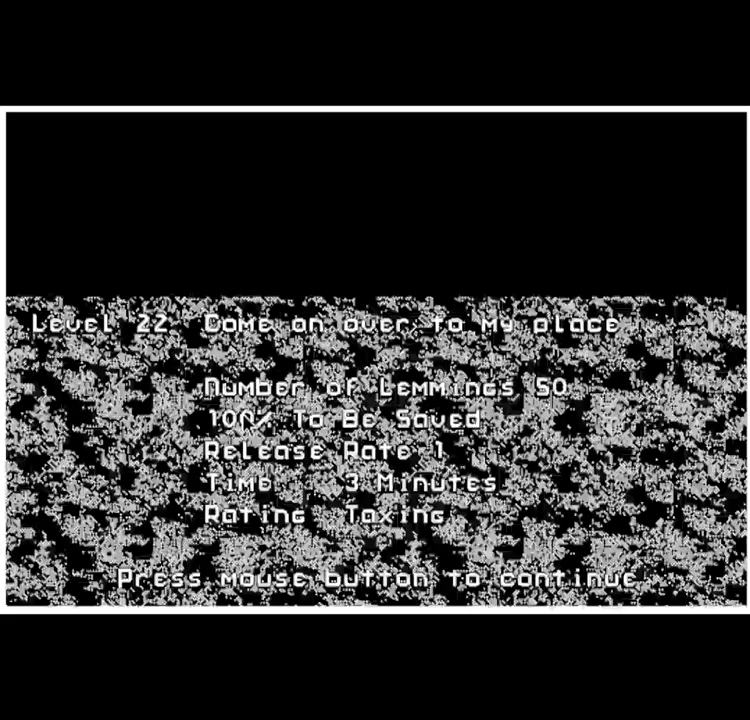 Level 22 Come on over to my place
Number of Lemmings 50
100% To Be Saved
Release Rate 1
Time 3 Minutes
Rating Taxing
Press mouse button to continue